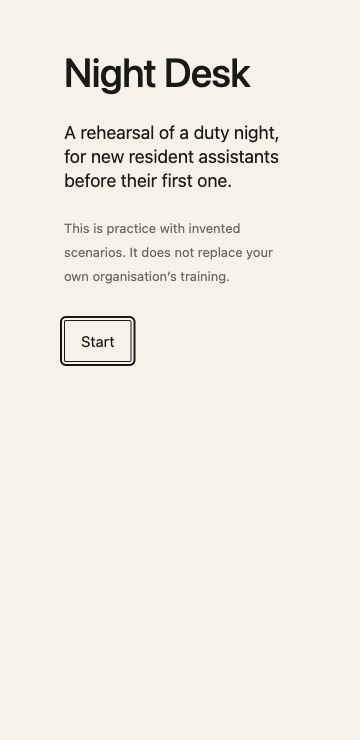 Night Desk
A rehearsal of a duty night,
for new resident assistants
before their first one.
This is practice with invented
scenarios. It does not replace your
own organisation's training.
Start